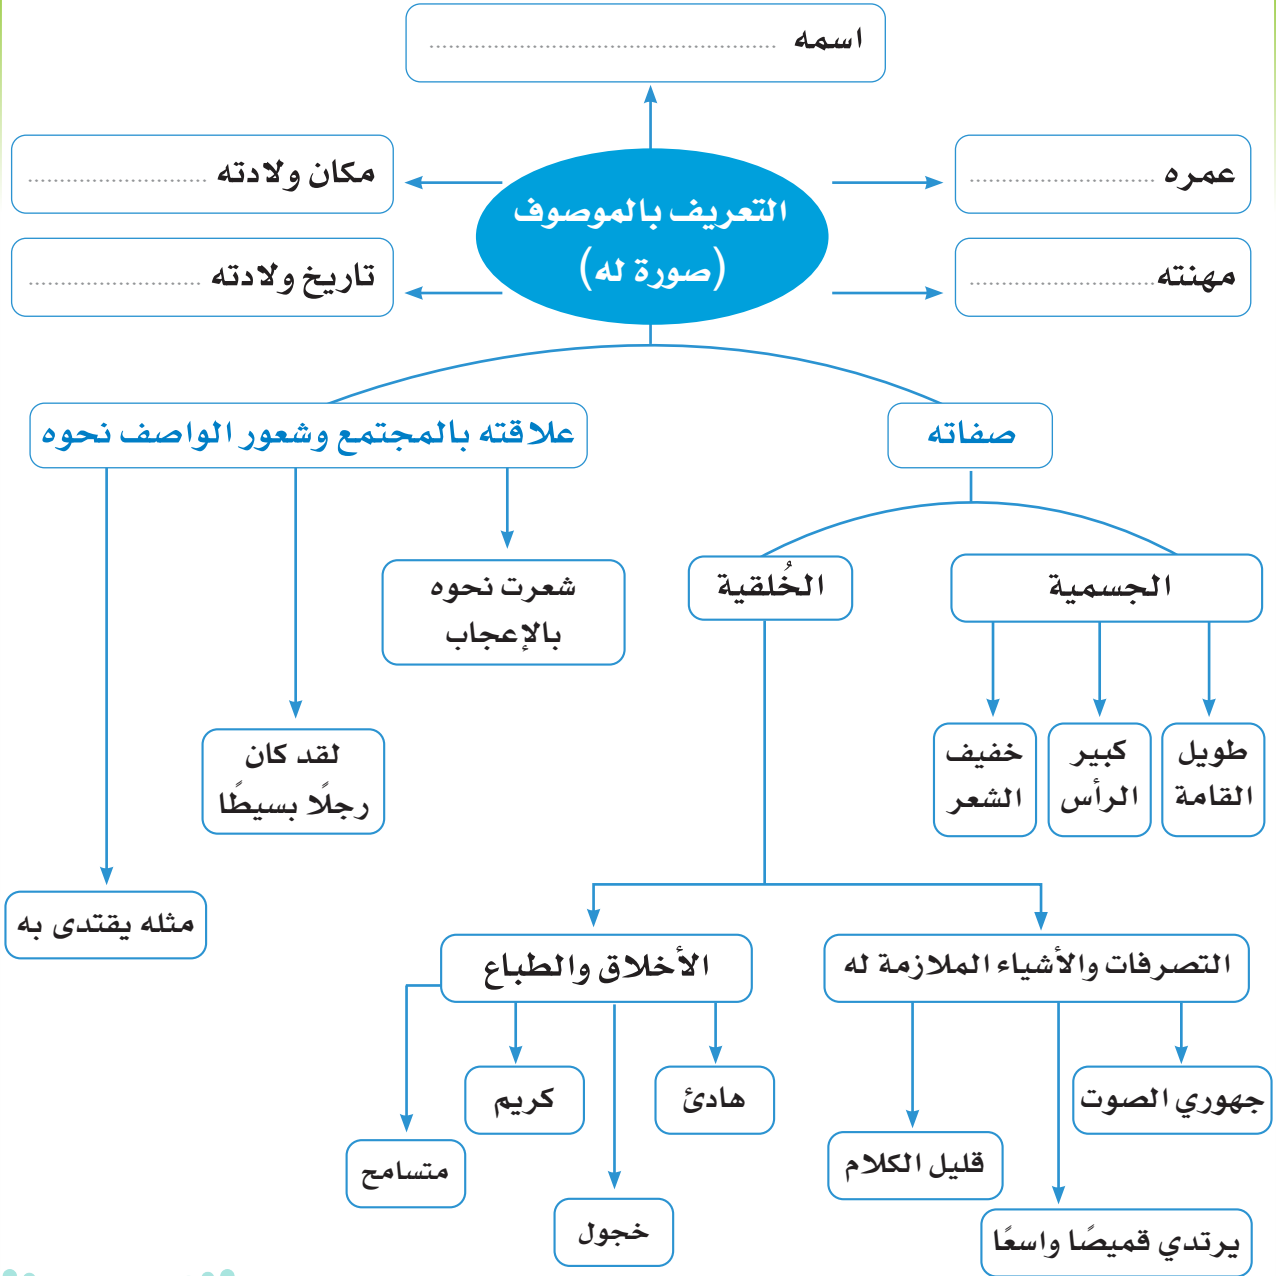 اسمه ......................................................
عمره .............................
مكان ولادته ............................
التعريف بالموصوف
(صورة له)
مهنته .............................
تاريخ ولادته ...........................
صفاته
علاقته بالمجتمع وشعور الواصف نحوه
الجسمية
الخُلقية
شعرت نحوه
بالإعجاب
طويل
القامة
كبير
الرأس
خفيف
الشعر
لقد كان
رجلًا بسيطًا
مثله يقتدى به
التصرفات والأشياء الملازمة له
الأخلاق والطباع
جهوري الصوت
هادئ
كريم
قليل الكلام
متسامح
خجول
يرتدي قميصًا واسعًا